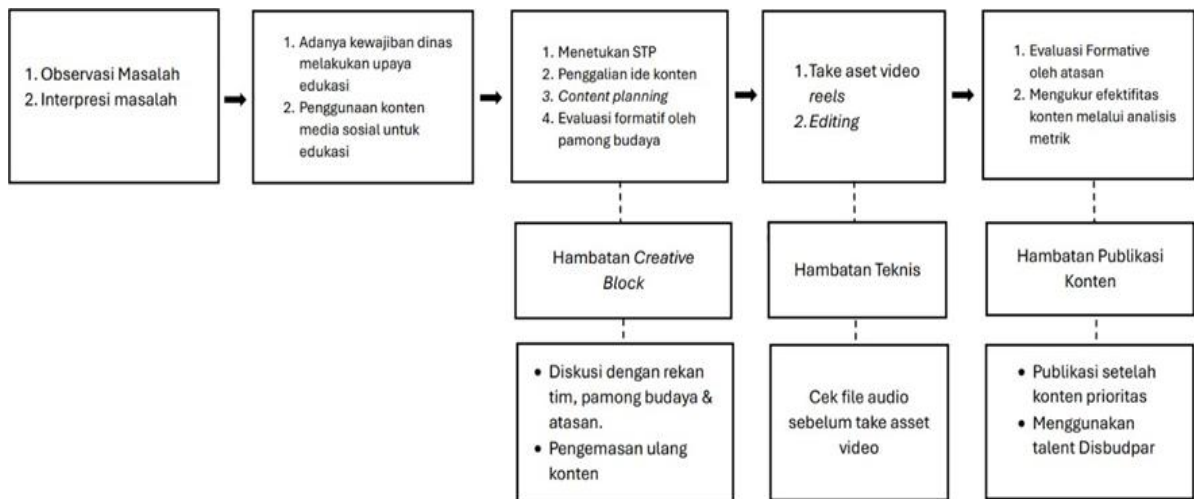 1. Observasi Masalah
2. Interpresi masalah
1. Adanya kewajiban dinas
melakukan upaya
edukasi
2. Penggunaan konten
media sosial untuk
edukasi
1. Menetukan STP
2. Penggalian ide konten
3. Content planning
4. Evaluasi formatif oleh
pamong budaya
1. Take aset video
reels
2. Editing
1. Evaluasi Formative
oleh atasan
2. Mengukur efektifitas
konten melalui analisis
metrik
Hambatan Creative
Block
Hambatan Teknis
Hambatan Publikasi
Konten
• Diskusi dengan rekan
tim, pamong budaya &
atasan.
• Pengemasan ulang
konten
Cek file audio
sebelum take asset
video
• Publikasi setelah
konten prioritas
• Menggunakan
talent Disbudpar